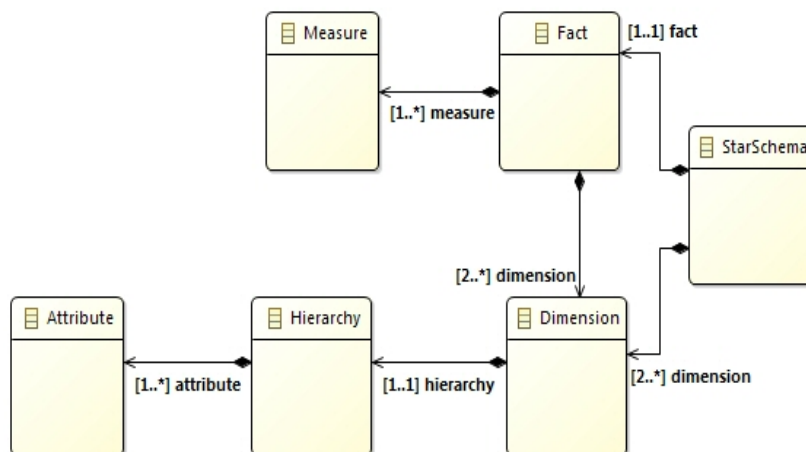 Measure
Fact
[1..1] fact
[1..*] measure
StarSchema
[2..*] dimension
Attribute
Hierarchy
Dimension
[1..*] attribute
[1..1] hierarchy
[2..*] dimension